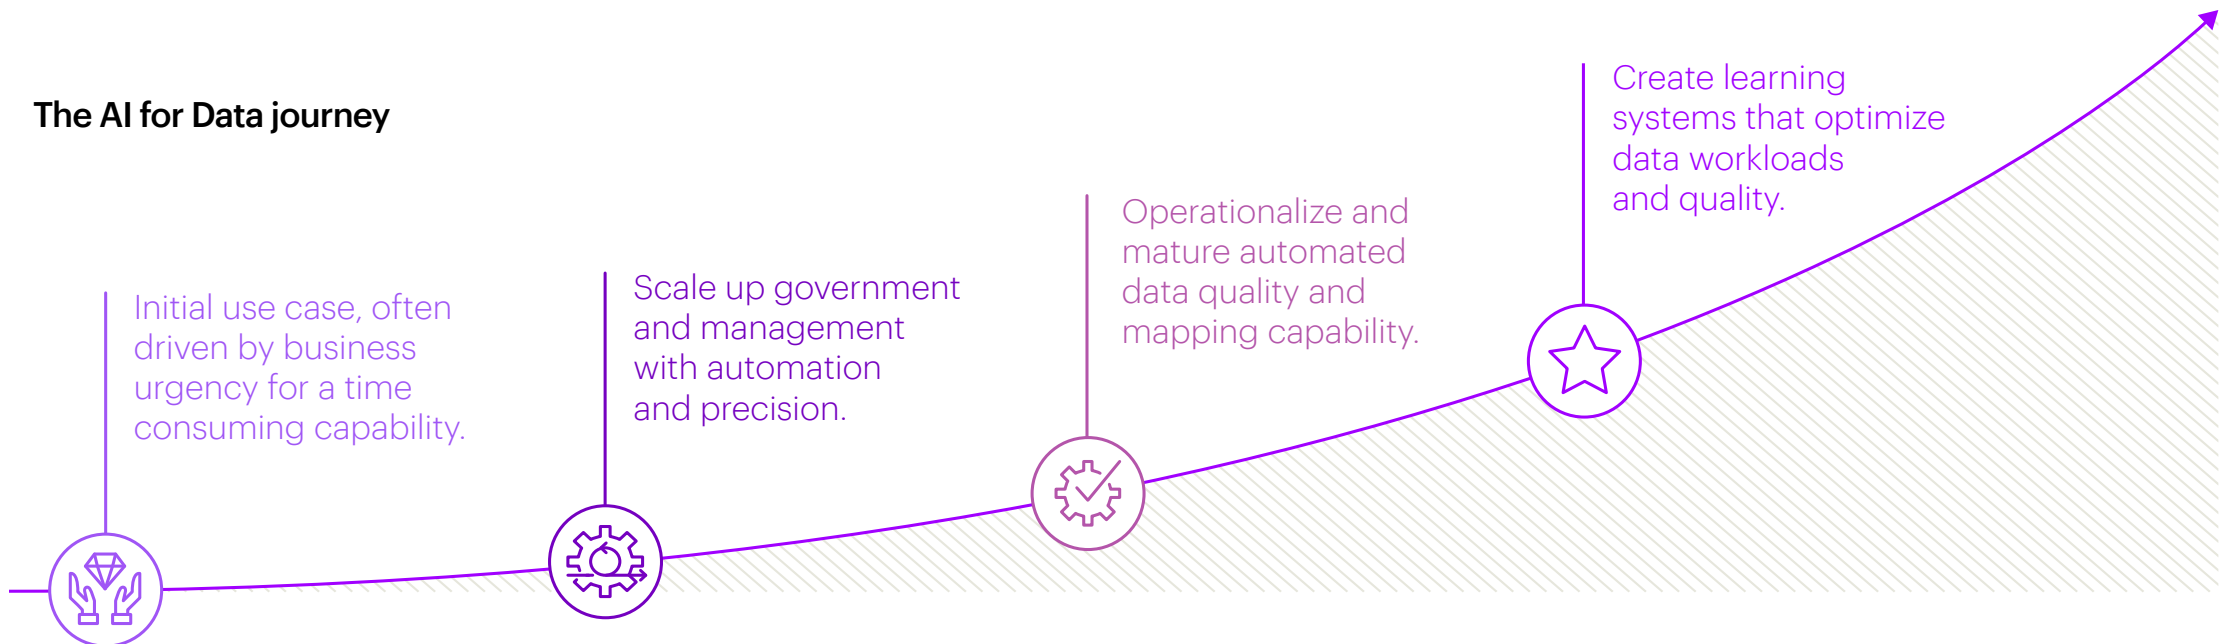 The AI for Data journey
Initial use case, often
driven by business
urgency for a time
consuming capability.
Scale up government
and management
with automation
and precision.
Operationalize and
mature automated
data quality and
mapping capability.
Create learning
systems that optimize
data workloads
and quality.